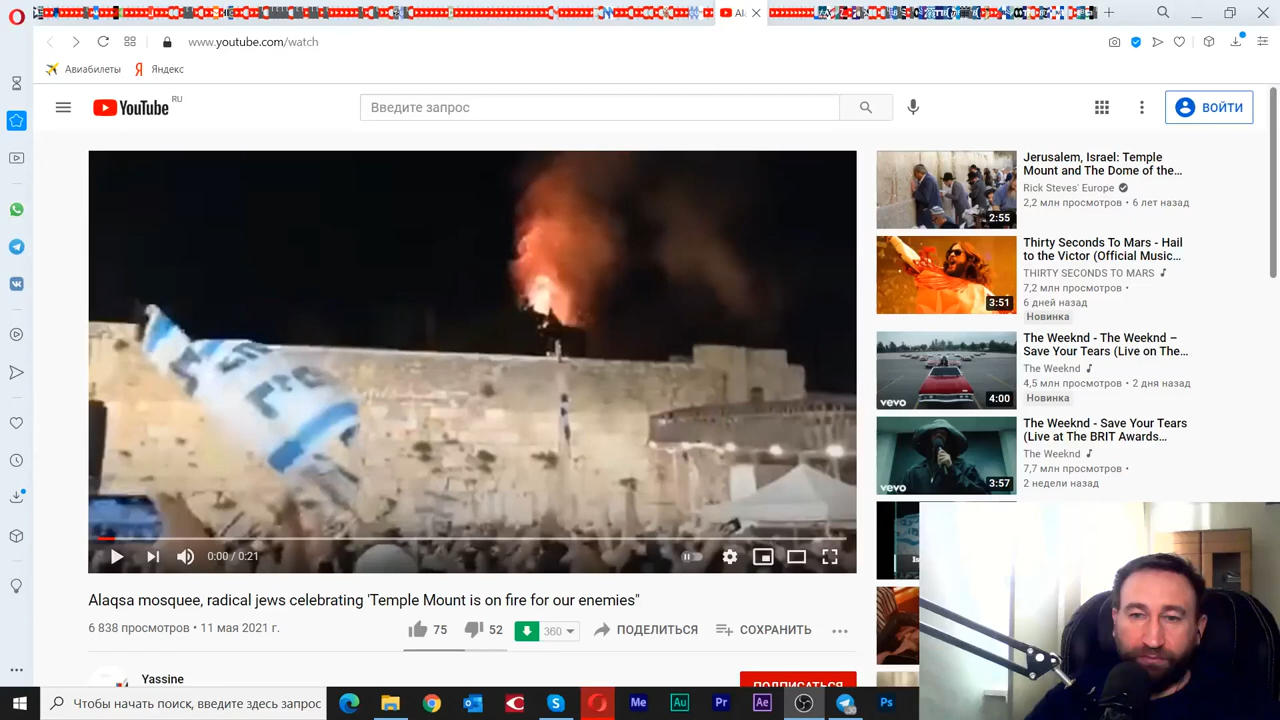 www.youtube.com/watch
Авиабилеты
Яндекс
YouTube
RU
Введите запрос
ВОЙТИ
Jerusalem, Israel: Temple
Mount and The Dome of the...
Rick Steves' Europe
2,2 млн просмотров • 6 лет назад
2:55
Thirty Seconds To Mars - Hail
to the Victor (Official Music...
THIRTY SECONDS TO MARS
7,2 млн просмотров •
6 дней назад
Новинка
3:51
The Weeknd - The Weeknd –
Save Your Tears (Live on The...
The Weeknd
4,5 млн просмотров • 2 дня назад
Новинка
vevo
4:00
The Weeknd - Save Your Tears
(Live at The BRIT Awards...
The Weeknd
7,7 млн просмотров •
2 недели назад
vevo
3:57
0:00 / 0:21
Alaqsa mosquee, radical jews celebrating 'Temple Mount is on fire for our enemies"
6 838 просмотров • 11 мая 2021 г.
75
52
360
ПОДЕЛИТЬСЯ
СОХРАНИТЬ
Yassine
ПОДПИСАТЬСЯ
Чтобы начать поиск, введите здесь запрос
Me
Au
Pr
Ae
Ps